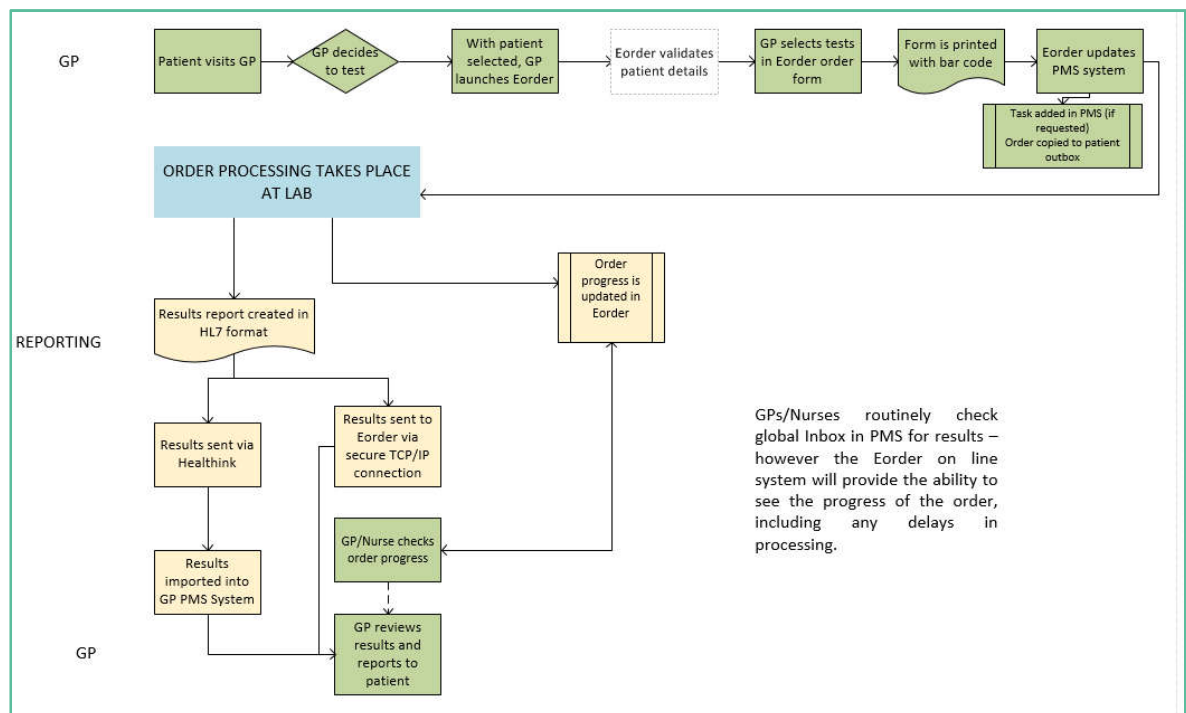 GP
Patient visits GP
GP decides
to test
With patient
selected, GP
launches Eorder
Eorder validates
patient details
GP selects tests
in Eorder order
form
Form is printed
with bar code
Eorder updates
PMS system
Task added in PMS (if
requested)
Order copied to patient
outbox
ORDER PROCESSING TAKES PLACE
AT LAB
Order
progress is
updated in
Eorder
REPORTING
Results report created in
HL7 format
Results sent via
Healthink
Results sent to
Eorder via
secure TCP/IP
connection
GPs/Nurses routinely check
global Inbox in PMS for results –
however the Eorder on line
system will provide the ability to
see the progress of the order,
including any delays in
processing.
GP/Nurse checks
order progress
Results
imported into
GP PMS System
GP
GP reviews
results and
reports to
patient